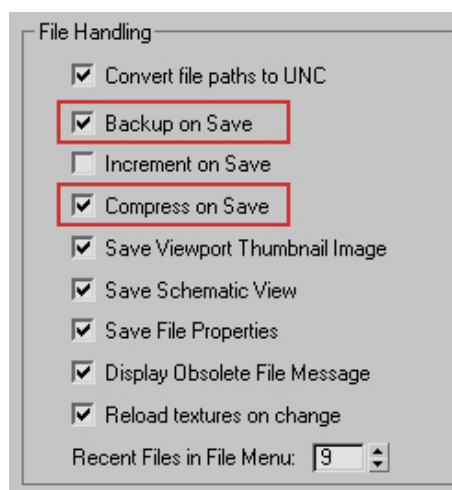 File Handling
Convert file paths to UNC
Backup on Save
Increment on Save
Compress on Save
Save Viewport Thumbnail Image
Save Schematic View
Save File Properties
Display Obsolete File Message
Reload textures on change
Recent Files in File Menu: 9